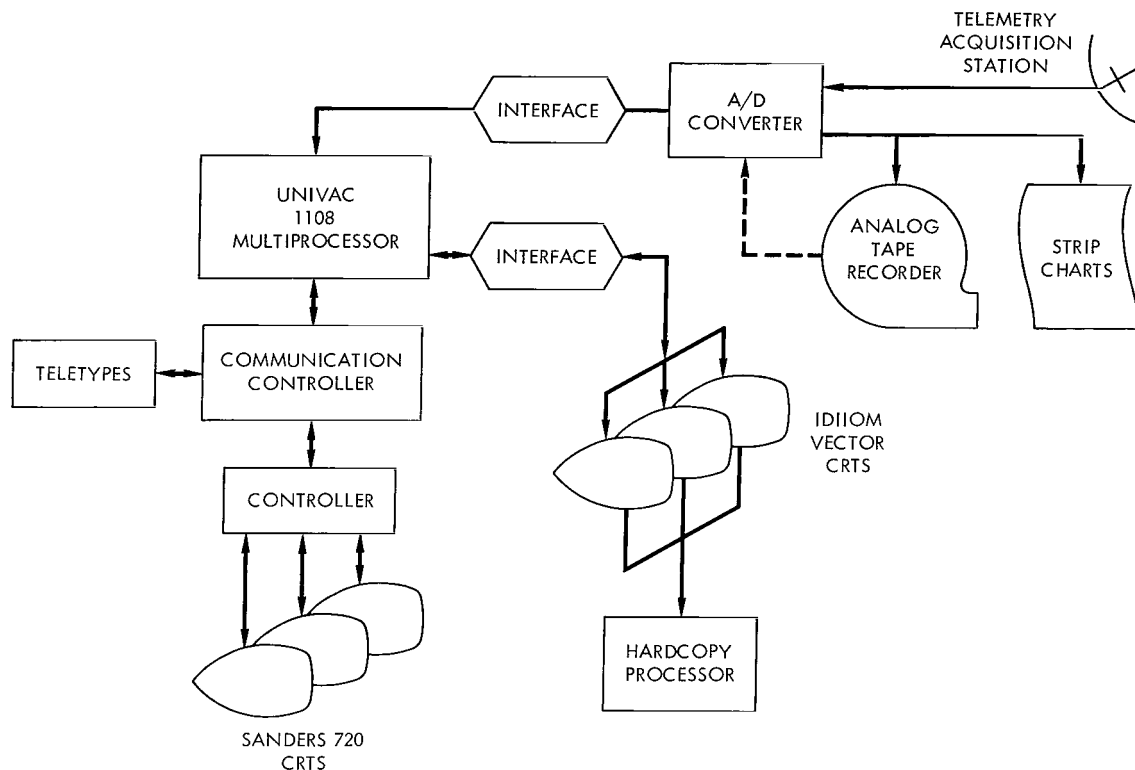 TELEMETRY
ACQUISITION
STATION
INTERFACE
A/D
CONVERTER
UNIVAC
1108
MULTIPROCESSOR
INTERFACE
ANALOG
TAPE
RECORDER
STRIP
CHARTS
TELETYPES
COMMUNICATION
CONTROLLER
IDIIOM
VECTOR
CRTS
CONTROLLER
HARDCOPY
PROCESSOR
SANDERS 720
CRTS